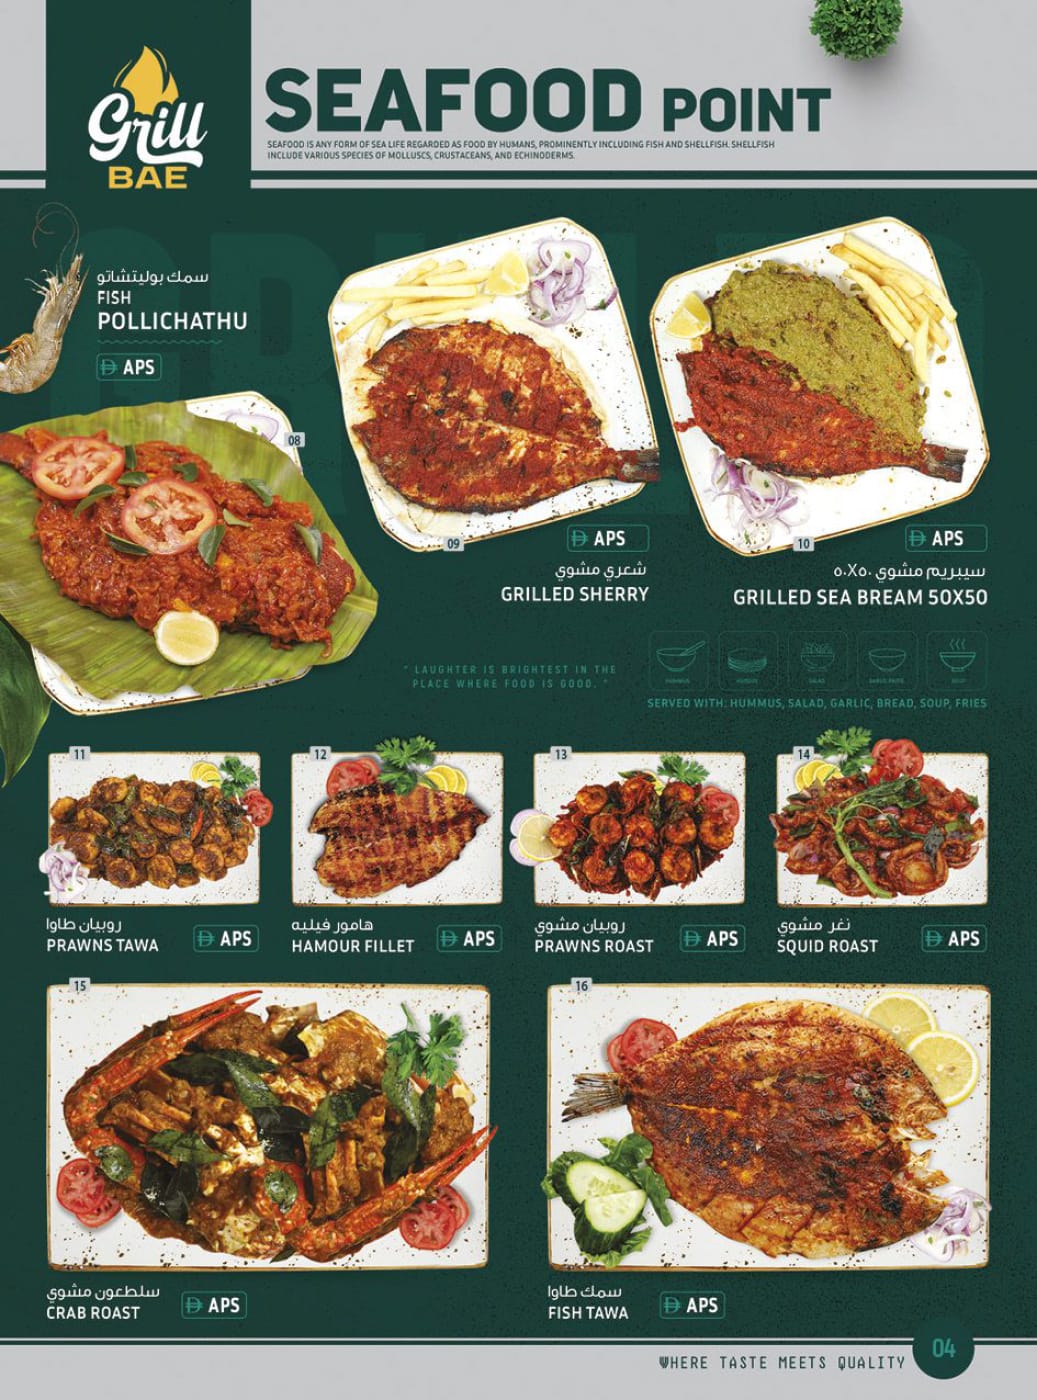 Grill
BAE
SEAFOOD POINT
SEAFOOD IS ANY FORM OF SEA LIFE REGARDED AS FOOD BY HUMANS, PROMINENTLY INCLUDING FISH AND SHELLFISH. SHELLFISH
INCLUDE VARIOUS SPECIES OF MOLLUSCS, CRUSTACEANS, AND ECHINODERMS.
سمك بوليتشاتو
FISH
POLLICHATHU
APS
08
09
APS
شعري مشوي
GRILLED SHERRY
10
APS
سيبريم مشوي ٥٠X٥٠
GRILLED SEA BREAM 50X50
" LAUGHTER IS BRIGHTEST IN THE
PLACE WHERE FOOD IS GOOD. "
HUMMUS
SALAD
SOUP
SERVED WITH: HUMMUS, SALAD, GARLIC, BREAD, SOUP, FRIES
11
روبيان طاوا
PRAWNS TAWA
APS
12
هامور فيليه
HAMOUR FILLET
APS
13
روبيان مشوي
PRAWNS ROAST
APS
14
نغر مشوي
SQUID ROAST
APS
15
سلطعون مشوي
CRAB ROAST
APS
16
سمك طاوا
FISH TAWA
APS
WHERE TASTE MEETS QUALITY
04